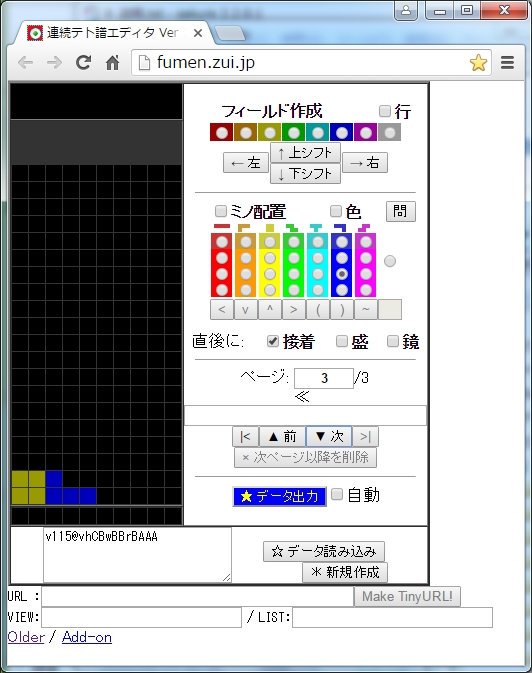 連続テト譜エディタ Ver
fumen.zui.jp
フィールド作成 行
← 左 ↑ 上シフト → 右
↓ 下シフト
ミノ配置 色 問
< v ^ > ( ) ~
直後に: 接着 盛 鏡
ページ: 3 /3
≪
|< ▲ 前 ▼ 次 >|
× 次ページ以降を削除
★ データ出力 自動
v115@vhCBwBBrBAAA
☆ データ読み込み
＊ 新規作成
URL : Make TinyURL!
VIEW: / LIST:
Older / Add-on